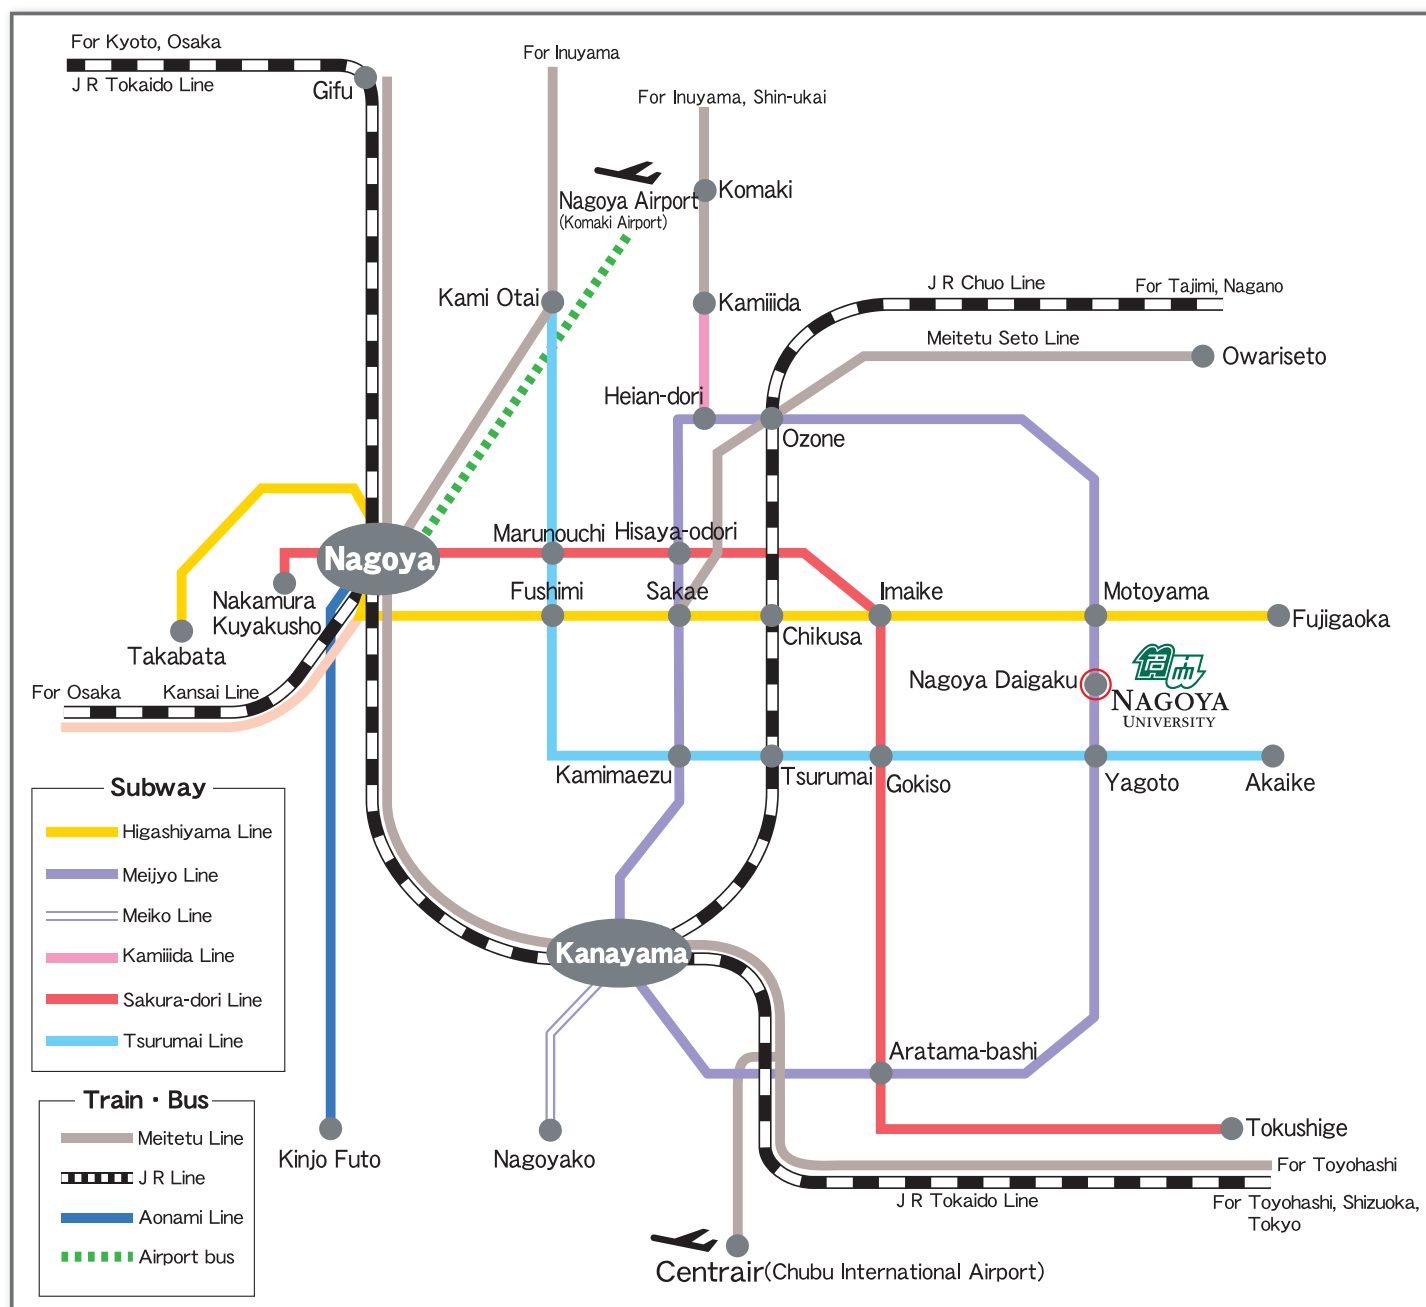 For Kyoto, Osaka
J R Tokaido Line
Gifu
For Inuyama
For Inuyama, Shin-ukai
Komaki
Nagoya Airport
(Komaki Airport)
Kami Otai
Kamiiida
J R Chuo Line
For Tajimi, Nagano
Meitetu Seto Line
Owariseto
Heian-dori
Ozone
Marunouchi
Hisaya-odori
Nagoya
Nakamura
Kuyakusho
Fushimi
Sakae
Imaike
Motoyama
Chikusa
Fujigaoka
Takabata
Nagoya Daigaku
NAGOYA
UNIVERSITY
For Osaka
Kansai Line
Kamimaezu
Tsurumai
Gokiso
Yagoto
Akaike
Subway
Higashiyama Line
Meijyo Line
Meiko Line
Kamiiida Line
Sakura-dori Line
Tsurumai Line
Kanayama
Aratama-bashi
Train・Bus
Meitetu Line
J R Line
Aonami Line
Airport bus
Kinjo Futo
Nagoyako
Tokushige
For Toyohashi
J R Tokaido Line
For Toyohashi, Shizuoka,
Tokyo
Centrair(Chubu International Airport)